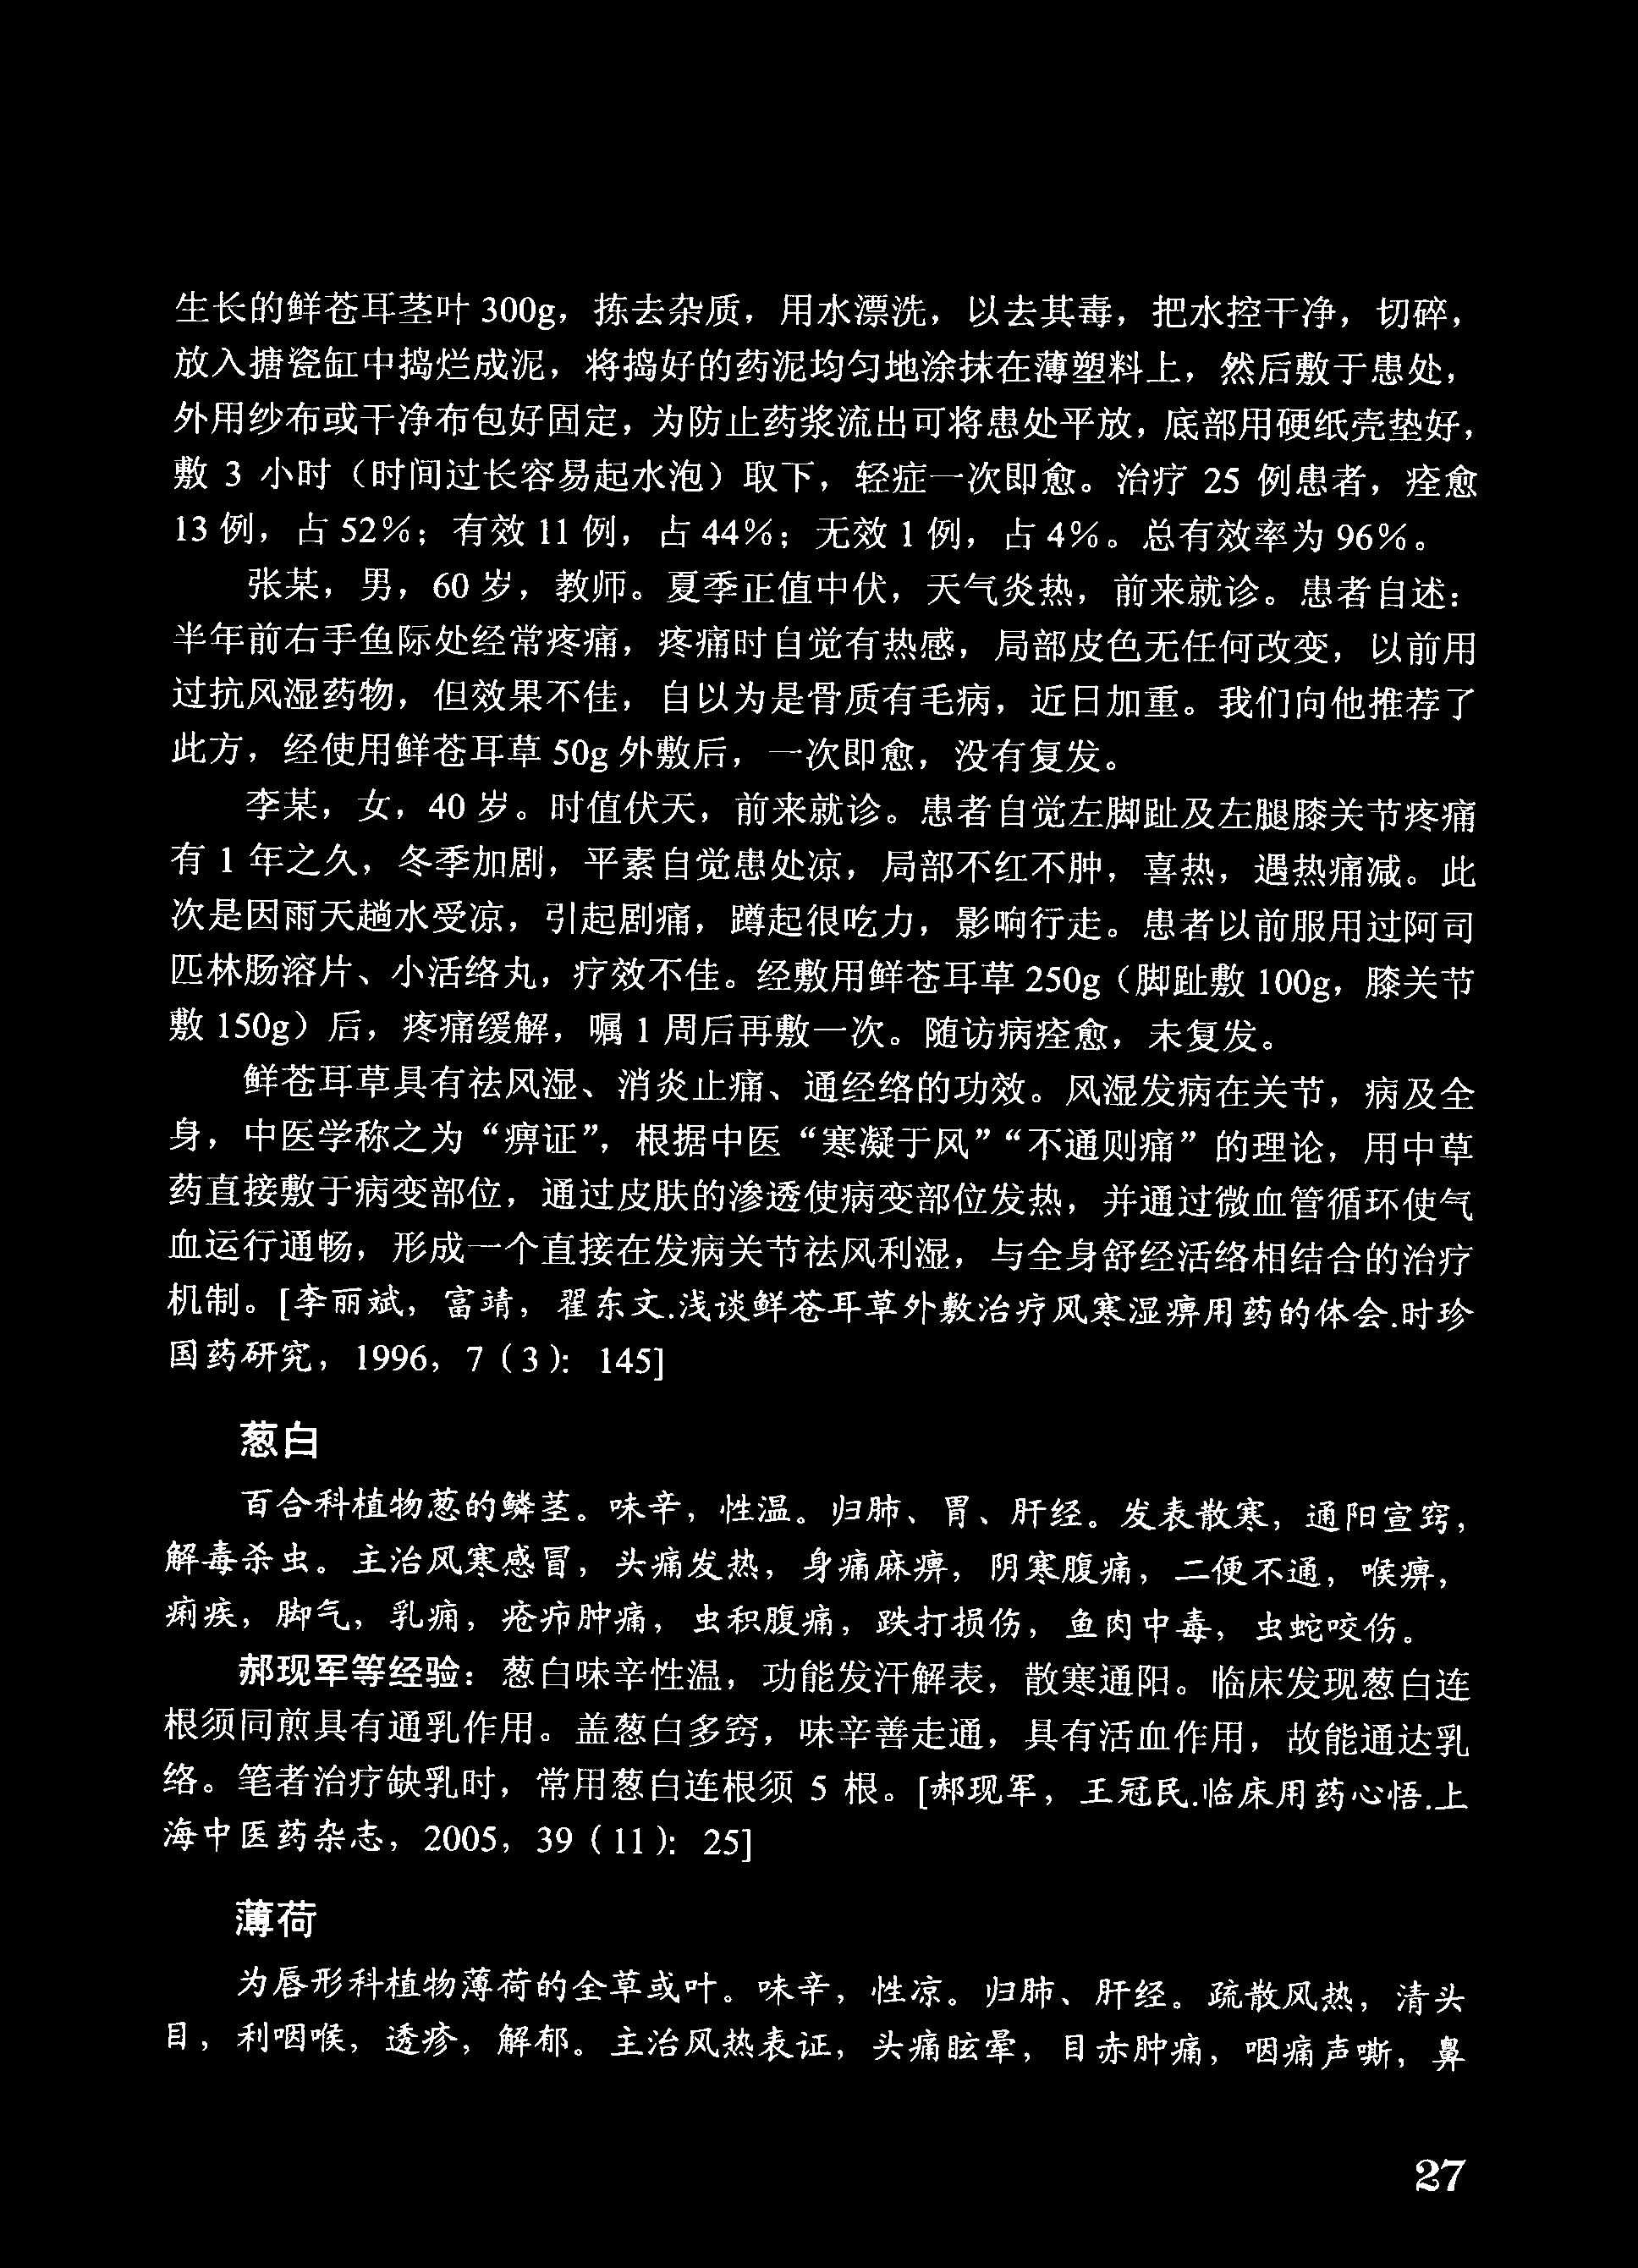 生长的鲜苍耳茎叶 300g，拣去杂质，用水漂洗，以去其毒，把水控干净，切碎，
放入搪瓷缸中捣烂成泥，将捣好的药泥均匀地涂抹在薄塑料上，然后敷于患处，
外用纱布或干净布包好固定，为防止药浆流出可将患处平放，底部用硬纸壳垫好，
敷 3 小时（时间过长容易起水泡）取下，轻症一次即愈。治疗 25 例患者，痊愈
13 例，占 52%；有效 11 例，占 44%；无效 1 例，占 4%。总有效率为 96%。
张某，男，60 岁，教师。夏季正值中伏，天气炎热，前来就诊。患者自述：
半年前右手鱼际处经常疼痛，疼痛时自觉有热感，局部皮色无任何改变，以前用
过抗风湿药物，但效果不佳，自以为是骨质有毛病，近日加重。我们向他推荐了
此方，经使用鲜苍耳草 50g 外敷后，一次即愈，没有复发。
李某，女，40 岁。时值伏天，前来就诊。患者自觉左脚趾及左腿膝关节疼痛
有 1 年之久，冬季加剧，平素自觉患处凉，局部不红不肿，喜热，遇热痛减。此
次是因雨天趟水受凉，引起剧痛，蹲起很吃力，影响行走。患者以前服用过阿司
匹林肠溶片、小活络丸，疗效不佳。经敷用鲜苍耳草 250g（脚趾敷 100g，膝关节
敷 150g）后，疼痛缓解，嘱 1 周后再敷一次。随访病痊愈，未复发。
鲜苍耳草具有祛风湿、消炎止痛、通经络的功效。风湿发病在关节，病及全
身，中医学称之为“痹证”，根据中医“寒凝于风”“不通则痛”的理论，用中草
药直接敷于病变部位，通过皮肤的渗透使病变部位发热，并通过微血管循环使气
血运行通畅，形成一个直接在发病关节祛风利湿，与全身舒经活络相结合的治疗
机制。[李丽斌，富靖，翟东文.浅谈鲜苍耳草外敷治疗风寒湿痹用药的体会.时珍
国药研究，1996，7（3）：145]
葱白
百合科植物葱的鳞茎。味辛，性温。归肺、胃、肝经。发表散寒，通阳宣窍，
解毒杀虫。主治风寒感冒，头痛发热，身痛麻痹，阴寒腹痛，二便不通，喉痹，
痢疾，脚气，乳痈，疮疖肿痛，虫积腹痛，跌打损伤，鱼肉中毒，虫蛇咬伤。
郝现军等经验：葱白味辛性温，功能发汗解表，散寒通阳。临床发现葱白连
根须同煎具有通乳作用。盖葱白多窍，味辛善走通，具有活血作用，故能通达乳
络。笔者治疗缺乳时，常用葱白连根须 5 根。[郝现军，王冠民.临床用药心悟.上
海中医药杂志，2005，39（11）：25]
薄荷
为唇形科植物薄荷的全草或叶。味辛，性凉。归肺、肝经。疏散风热，清头
目，利咽喉，透疹，解郁。主治风热表证，头痛眩晕，目赤肿痛，咽痛声嘶，鼻
27